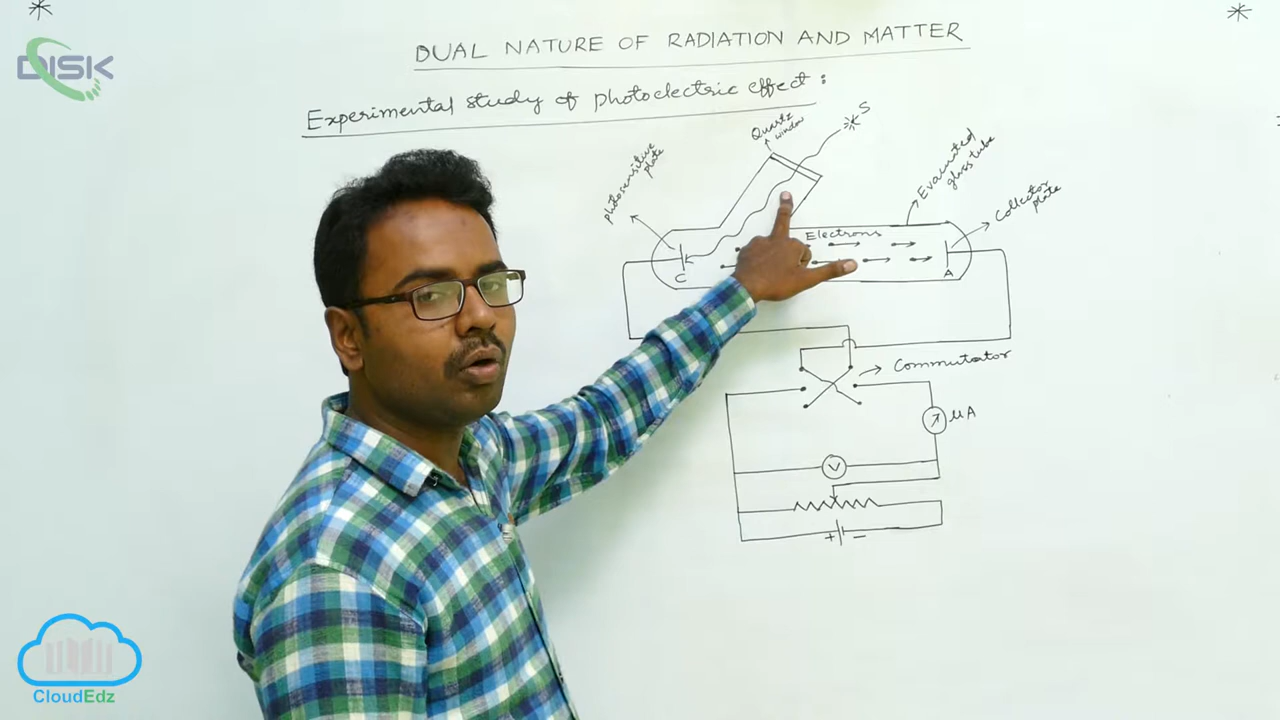 DISK
DUAL NATURE OF RADIATION AND MATTER
Experimental study of photoelectric effect :
S
Quartz
window
photosensitive
plate
Evacuated
glass tube
Collector
plate
Electrons
C
A
Commutator
μA
V
+ −
CloudEdz